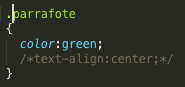 .parrafote
{
color:green;
/*text-align:center;*/
}